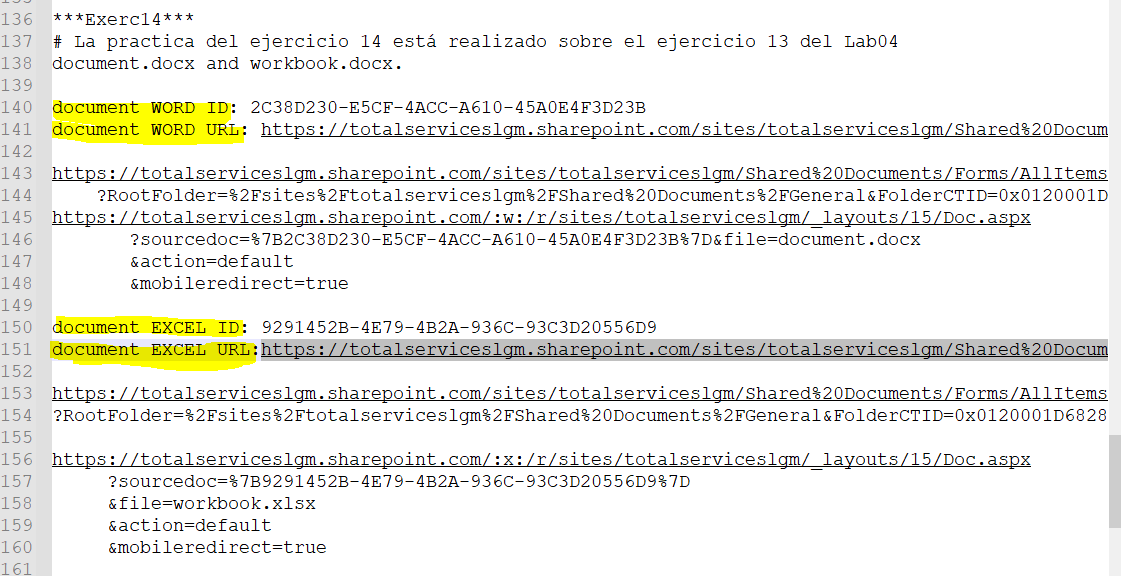 136 ***Exerc14***
137 # La practica del ejercicio 14 está realizado sobre el ejercicio 13 del Lab04
138 document.docx and workbook.docx.
139
140 document WORD ID: 2C38D230-E5CF-4ACC-A610-45A0E4F3D23B
141 document WORD URL: https://totalserviceslgm.sharepoint.com/sites/totalserviceslgm/Shared%20Docum
142
143 https://totalserviceslgm.sharepoint.com/sites/totalserviceslgm/Shared%20Documents/Forms/AllItems
144 ?RootFolder=%2Fsites%2Ftotalserviceslgm%2FShared%20Documents%2FGeneral&FolderCTID=0x0120001D
145 https://totalserviceslgm.sharepoint.com/:w:/r/sites/totalserviceslgm/_layouts/15/Doc.aspx
146 ?sourcedoc=%7B2C38D230-E5CF-4ACC-A610-45A0E4F3D23B%7D&file=document.docx
147 &action=default
148 &mobileredirect=true
149
150 document EXCEL ID: 9291452B-4E79-4B2A-936C-93C3D20556D9
151 document EXCEL URL:https://totalserviceslgm.sharepoint.com/sites/totalserviceslgm/Shared%20Docum
152
153 https://totalserviceslgm.sharepoint.com/sites/totalserviceslgm/Shared%20Documents/Forms/AllItems
154 ?RootFolder=%2Fsites%2Ftotalserviceslgm%2FShared%20Documents%2FGeneral&FolderCTID=0x0120001D6828
155
156 https://totalserviceslgm.sharepoint.com/:x:/r/sites/totalserviceslgm/_layouts/15/Doc.aspx
157 ?sourcedoc=%7B9291452B-4E79-4B2A-936C-93C3D20556D9%7D
158 &file=workbook.xlsx
159 &action=default
160 &mobileredirect=true
161